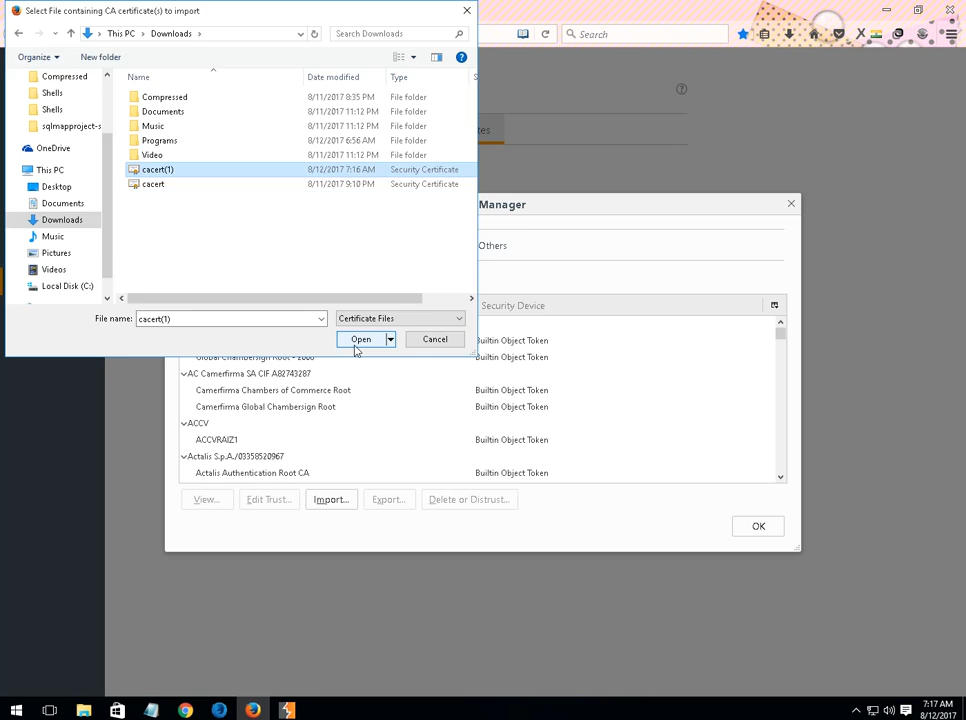 Select File containing CA certificate(s) to import
This PC
Downloads
Search Downloads
Search
Organize
New folder
Name
Date modified
Type
S
Compressed
Shells
Shells
sqlmapproject-s
OneDrive
This PC
Desktop
Documents
Downloads
Music
Pictures
Videos
Local Disk (C:)
Compressed 8/11/2017 8:35 PM File folder
Documents 8/11/2017 11:12 PM File folder
Music 8/11/2017 11:12 PM File folder
Programs 8/12/2017 6:56 AM File folder
Video 8/11/2017 11:12 PM File folder
cacert(1) 8/12/2017 7:16 AM Security Certificate
cacert 8/11/2017 9:10 PM Security Certificate
File name: cacert(1)
Certificate Files
Open
Cancel
tes
Manager
Others
Security Device
Builtin Object Token
Global Chambersign Root - 2008 Builtin Object Token
AC Camerfirma SA CIF A82743287
Camerfirma Chambers of Commerce Root Builtin Object Token
Camerfirma Global Chambersign Root Builtin Object Token
ACCV
ACCVRAIZ1 Builtin Object Token
Actalis S.p.A./03358520967
Actalis Authentication Root CA Builtin Object Token
View...
Edit Trust...
Import...
Export...
Delete or Distrust...
OK
7:17 AM
8/12/2017